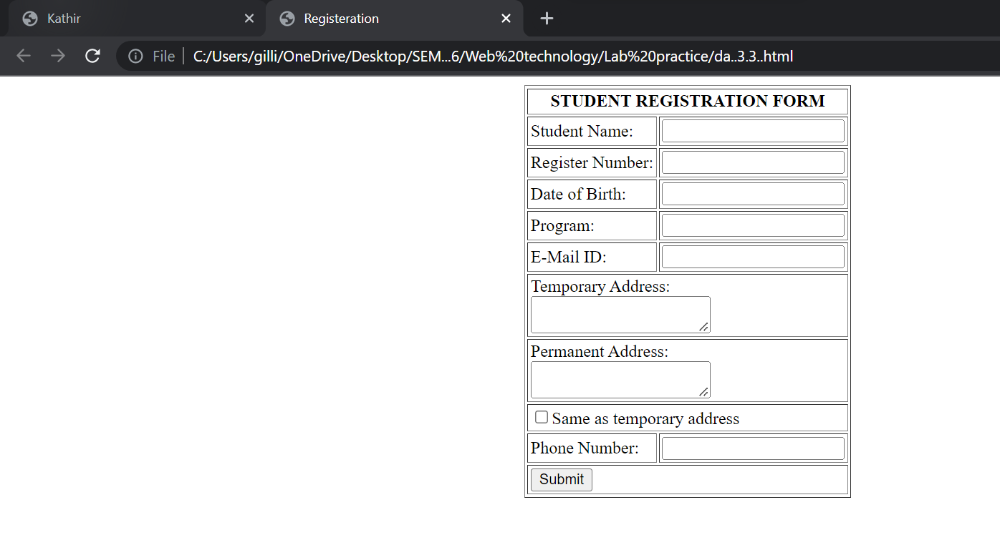 Kathir
Registeration
File C:/Users/gilli/OneDrive/Desktop/SEM...6/Web%20technology/Lab%20practice/da..3.3..html
STUDENT REGISTRATION FORM
Student Name:
Register Number:
Date of Birth:
Program:
E-Mail ID:
Temporary Address:
Permanent Address:
Same as temporary address
Phone Number:
Submit